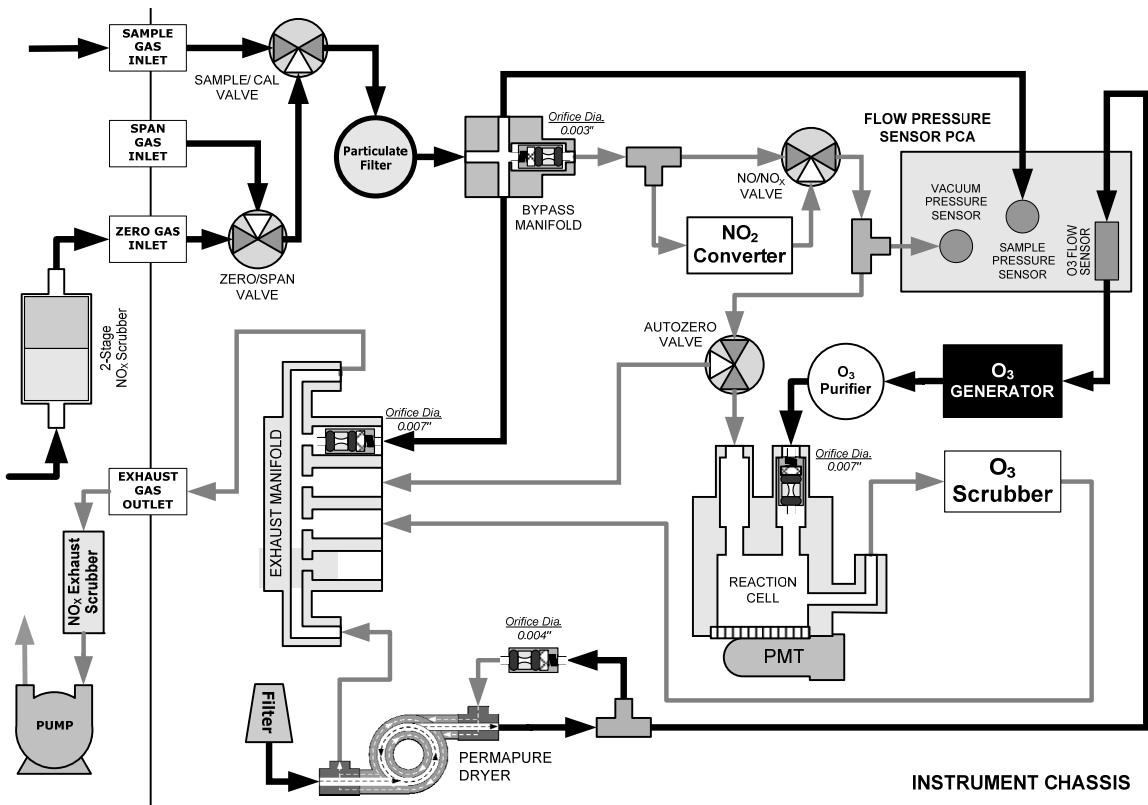 SAMPLE
GAS
INLET
SAMPLE/ CAL
VALVE
SPAN
GAS
INLET
ZERO GAS
INLET
ZERO/SPAN
VALVE
2-Stage
NOX Scrubber
Particulate
Filter
Orifice Dia.
0.003"
BYPASS
MANIFOLD
NO/NOX
VALVE
NO2
Converter
FLOW PRESSURE
SENSOR PCA
VACUUM
PRESSURE
SENSOR
SAMPLE
PRESSURE
SENSOR
O3 FLOW
SENSOR
AUTOZERO
VALVE
O3
Purifier
O3
GENERATOR
Orifice Dia.
0.007"
EXHAUST MANIFOLD
Orifice Dia.
0.007"
O3
Scrubber
EXHAUST
GAS
OUTLET
NOX Exhaust
Scrubber
PUMP
REACTION
CELL
PMT
Orifice Dia.
0.004"
Filter
PERMAPURE
DRYER
INSTRUMENT CHASSIS